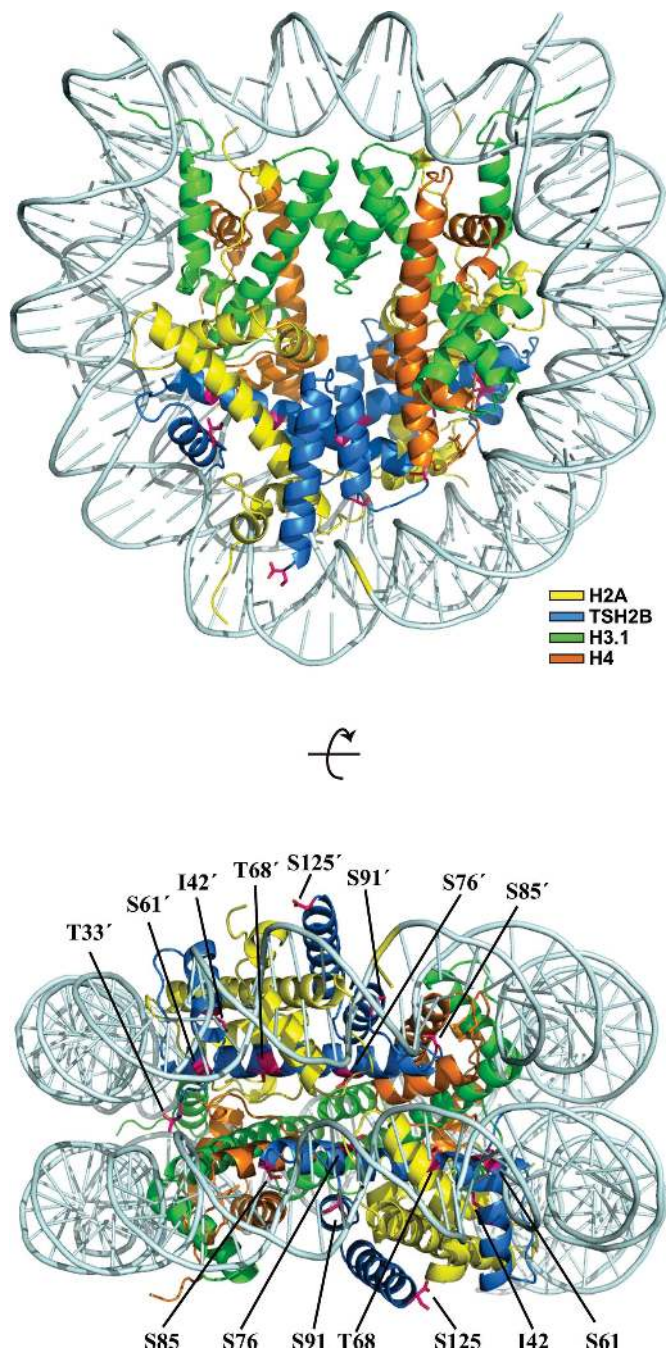 H2A
TSH2B
H3.1
H4
S125´
T68´
S91´
S76´
I42´
S85´
S61´
T33´
S85
S76
S91
T68
S125
I42
S61